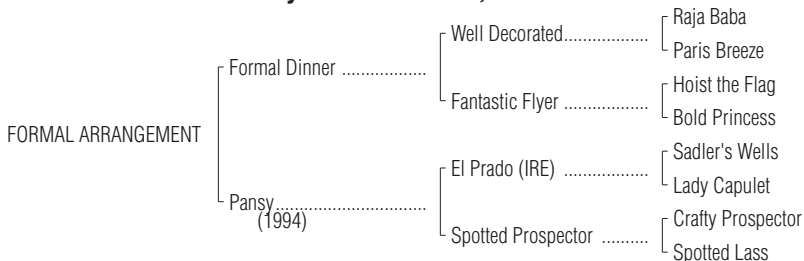 Raja Baba
Well Decorated....................
Paris Breeze
Formal Dinner ..................
Hoist the Flag
Fantastic Flyer ..................
Bold Princess
FORMAL ARRANGEMENT
Sadler's Wells
El Prado (IRE) ..................
Lady Capulet
Pansy................................
(1994)
Crafty Prospector
Spotted Prospector ..........
Spotted Lass